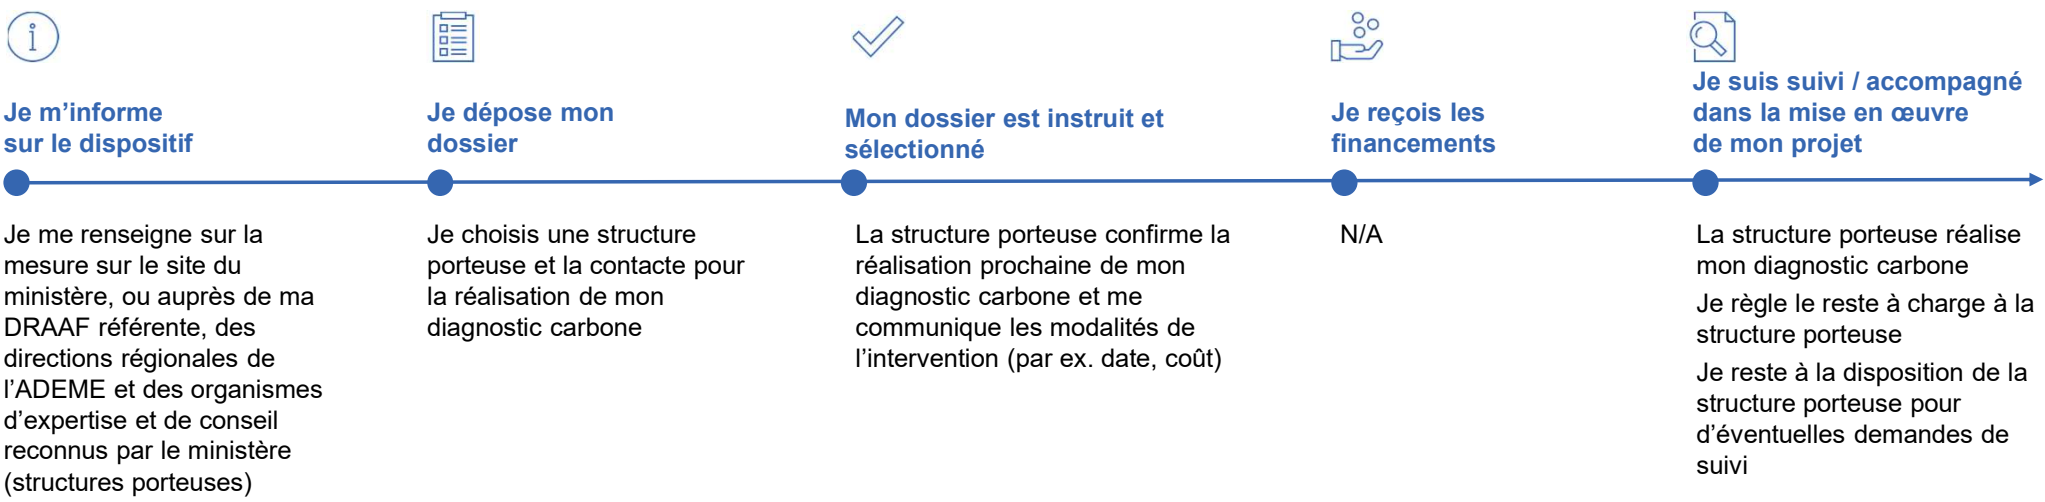 Je m’informe
sur le dispositif
Je me renseigne sur la
mesure sur le site du
ministère, ou auprès de ma
DRAAF référente, des
directions régionales de
l’ADEME et des organismes
d’expertise et de conseil
reconnus par le ministère
(structures porteuses)
Je dépose mon
dossier
Je choisis une structure
porteuse et la contacte pour
la réalisation de mon
diagnostic carbone
Mon dossier est instruit et
sélectionné
La structure porteuse confirme la
réalisation prochaine de mon
diagnostic carbone et me
communique les modalités de
l’intervention (par ex. date, coût)
Je reçois les
financements
N/A
Je suis suivi / accompagné
dans la mise en œuvre
de mon projet
La structure porteuse réalise
mon diagnostic carbone
Je règle le reste à charge à la
structure porteuse
Je reste à la disposition de la
structure porteuse pour
d’éventuelles demandes de
suivi